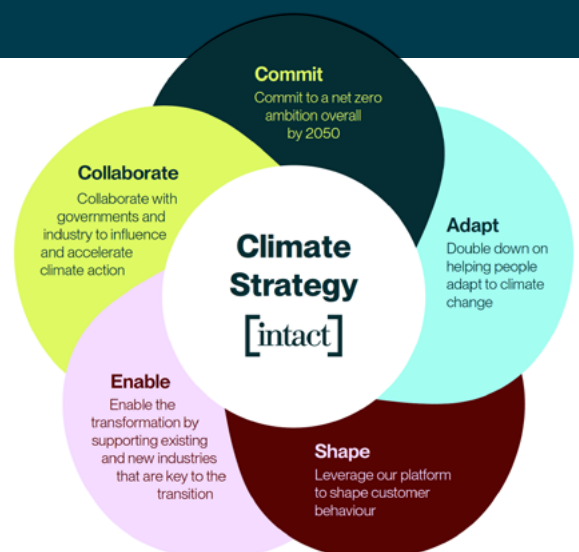 Commit
Commit to a net zero
ambition overall
by 2050
Adapt
Double down on
helping people
adapt to climate
change
Shape
Leverage our platform
to shape customer
behaviour
Enable
Enable the
transformation by
supporting existing
and new industries
that are key to the
transition
Collaborate
Collaborate with
governments and
industry to influence
and accelerate
climate action
Climate
Strategy
[intact]